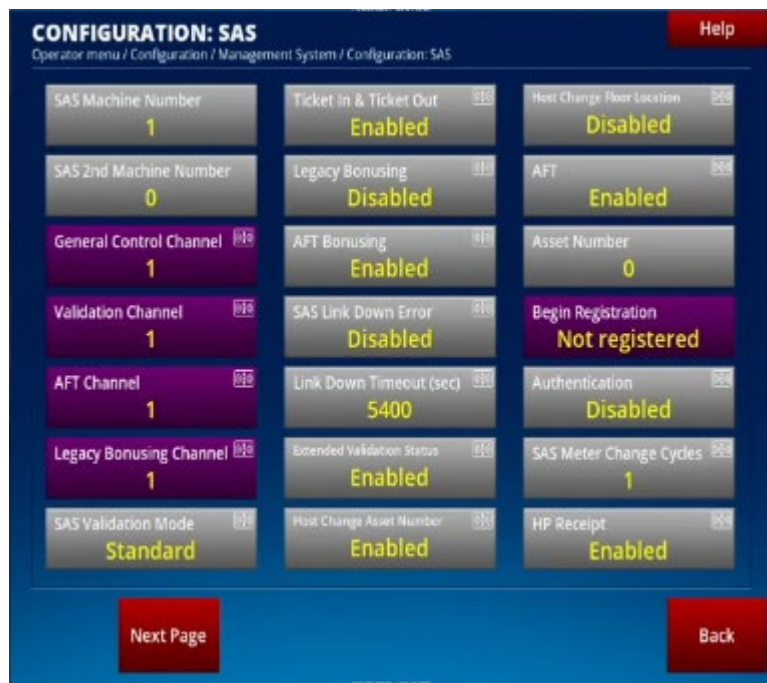 CONFIGURATION: SAS
Help
Operator menu / Configuration / Management System / Configuration: SAS
SAS Machine Number
1
SAS 2nd Machine Number
0
General Control Channel
1
Validation Channel
1
AFT Channel
1
Legacy Bonusing Channel
1
SAS Validation Mode
Standard
Ticket In & Ticket Out
Enabled
Legacy Bonusing
Disabled
AFT Bonusing
Enabled
SAS Link Down Error
Disabled
Link Down Timeout (sec)
5400
Extended Validation Status
Enabled
Host Change Asset Number
Enabled
Host Change Floor Location
Disabled
AFT
Enabled
Asset Number
0
Begin Registration
Not registered
Authentication
Disabled
SAS Meter Change Cycles
1
HP Receipt
Enabled
Next Page
Back